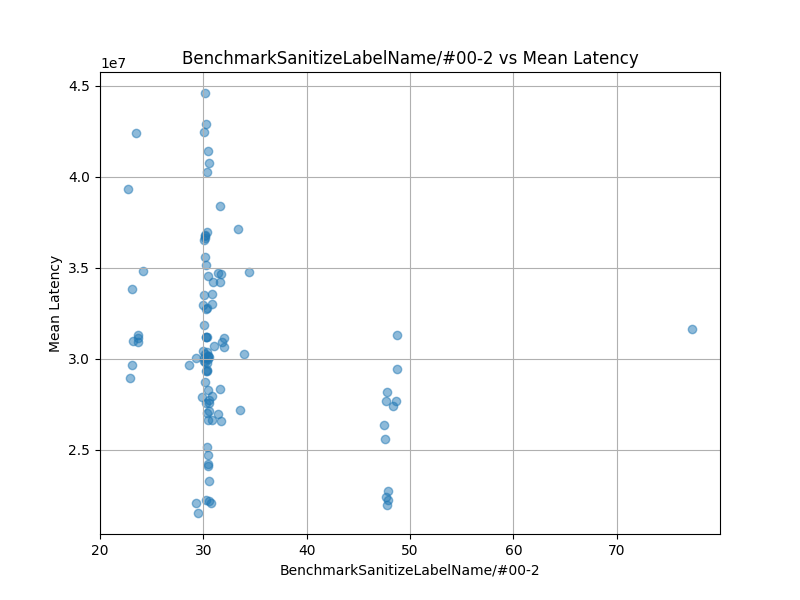 BenchmarkSanitizeLabelName/#00-2 vs Mean Latency
1e7
4.5
4.0
3.5
3.0
2.5
Mean Latency
20 30 40 50 60 70
BenchmarkSanitizeLabelName/#00-2